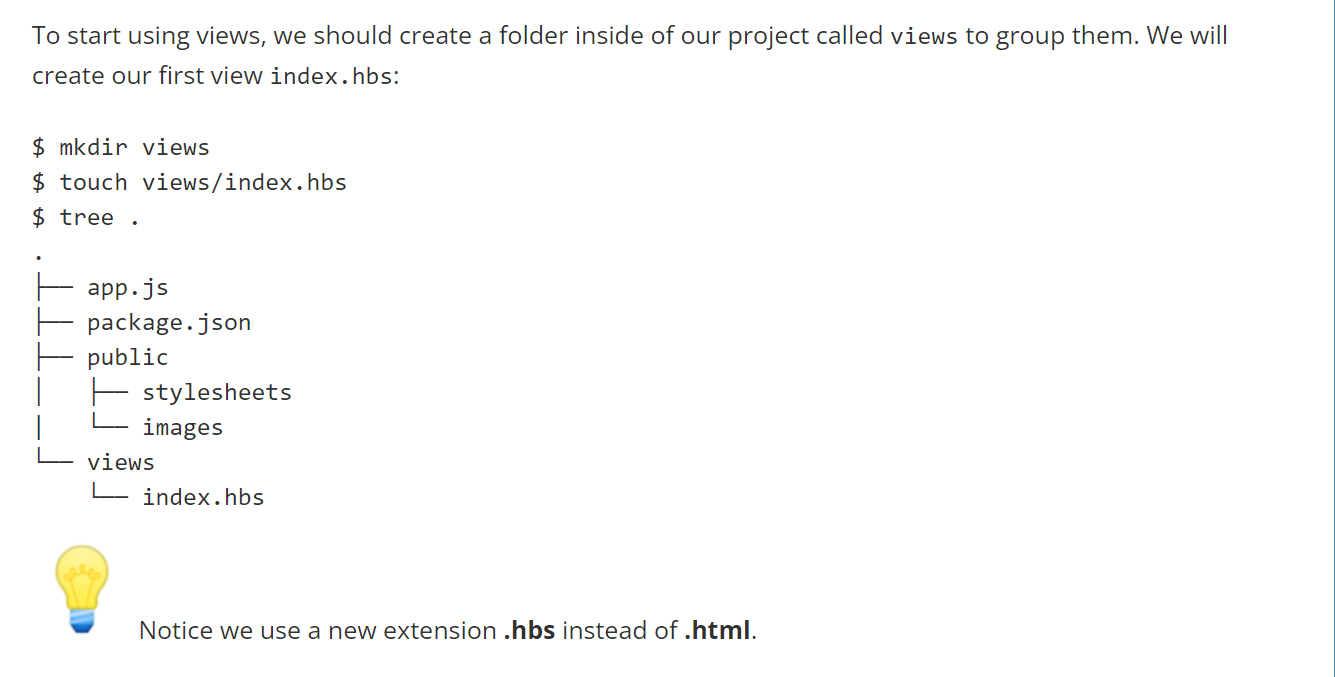 To start using views, we should create a folder inside of our project called views to group them. We will
create our first view index.hbs:
$ mkdir views
$ touch views/index.hbs
$ tree .
.
├── app.js
├── package.json
├── public
│   ├── stylesheets
|   └── images
└── views
    └── index.hbs
Notice we use a new extension .hbs instead of .html.